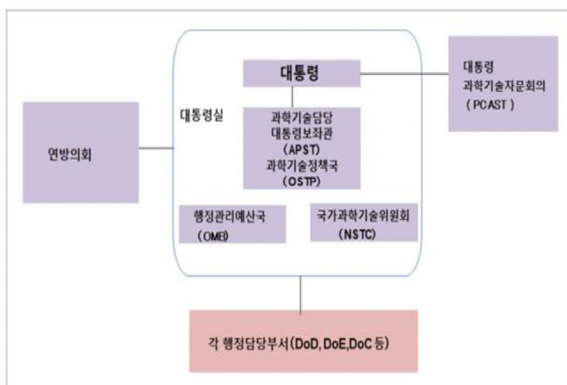 대통령
대통령
과학기술자문회의
( PCAST )
대통령실
과학기술담당
대통령보좌관
(APST)
과학기술정책국
(OSTP)
연방의회
행정관리예산국
( OMB)
국가과학기술위원회
(NSTC)
각 행정담당부서(DoD, DoE,DoC 등)